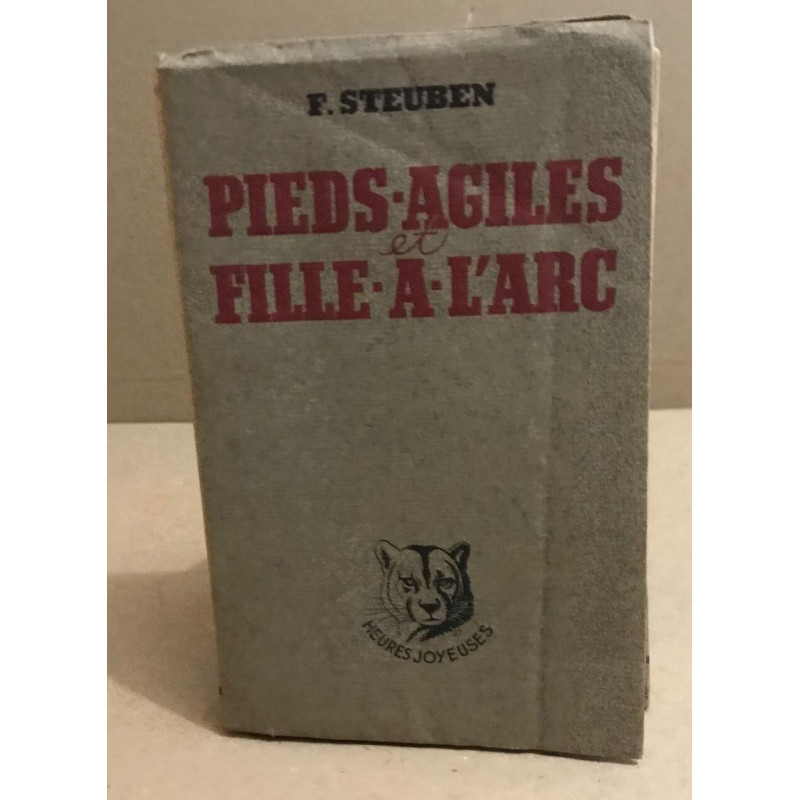 F. STEUBEN
PIEDS·AGILES
et
FILLE·A·L'ARC
HEURES JOYEUSES